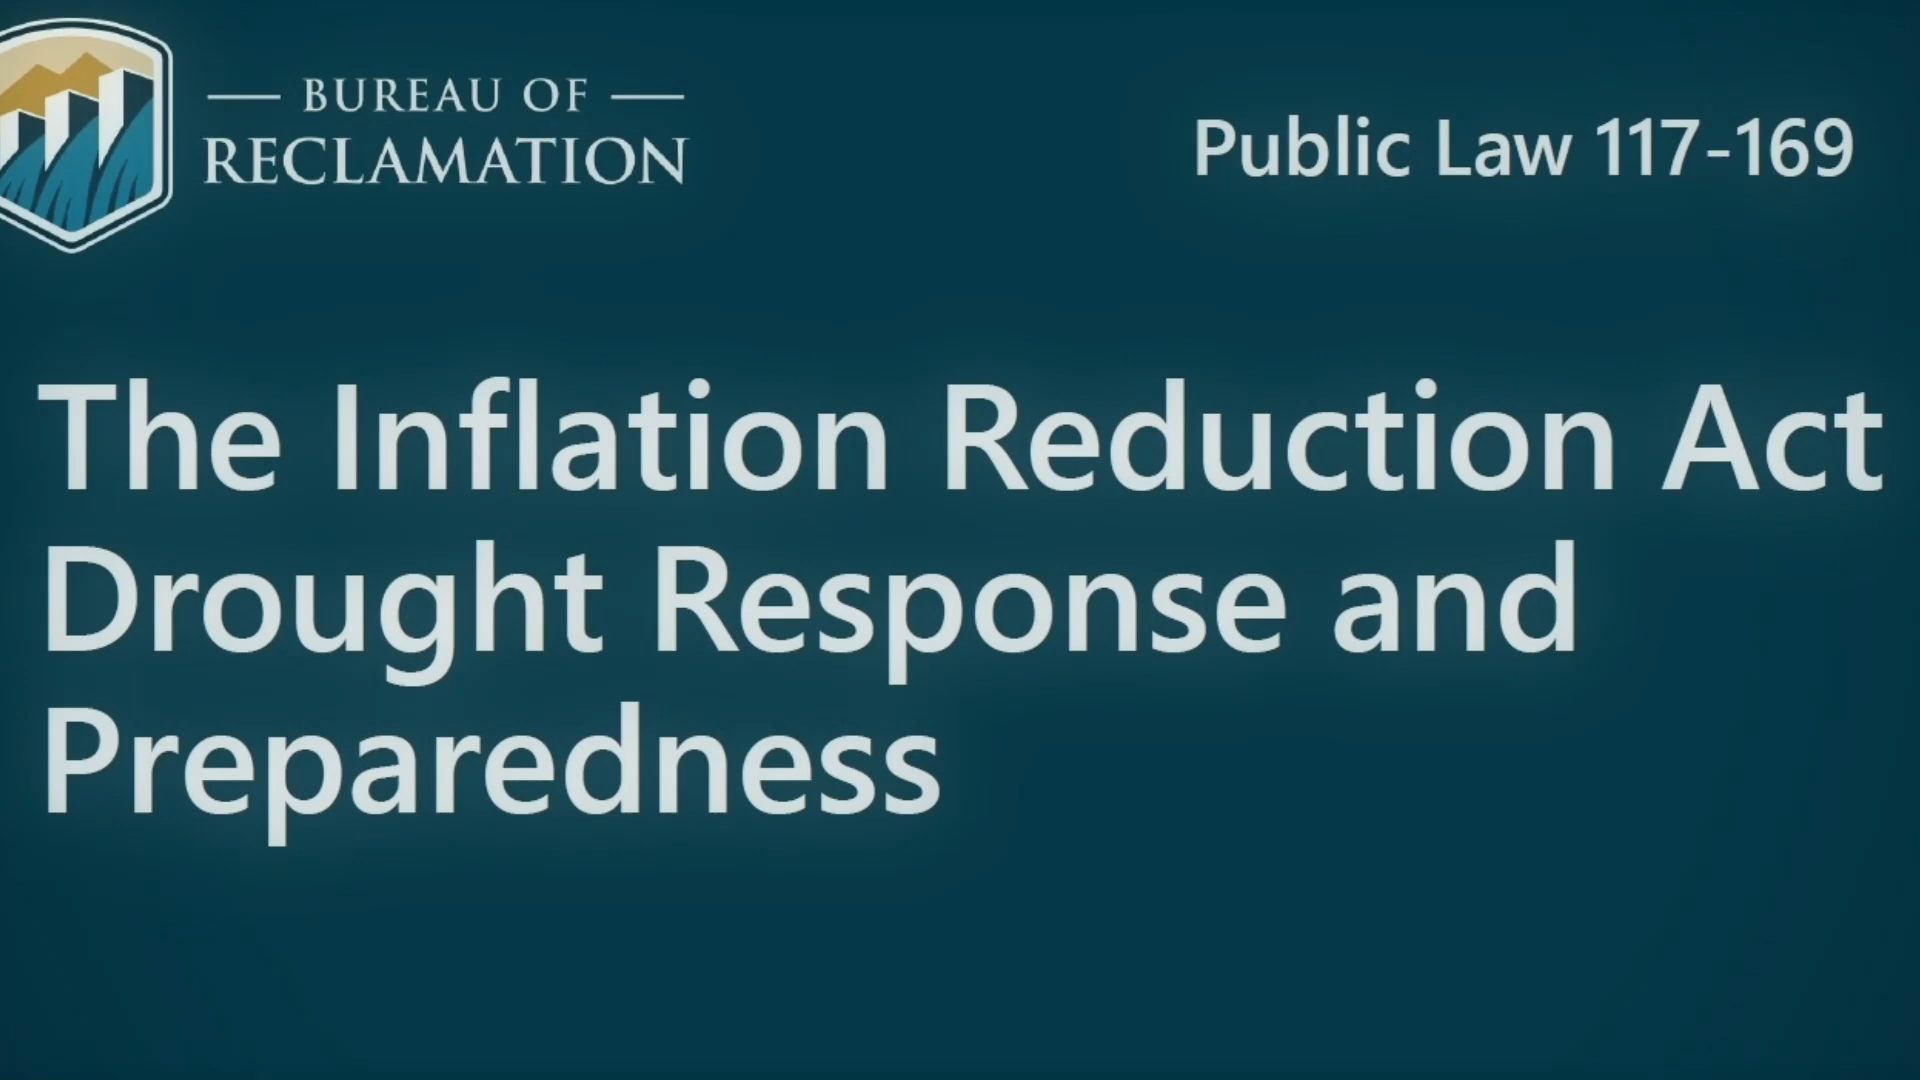 BUREAU OF
RECLAMATION
Public Law 117-169
The Inflation Reduction Act
Drought Response and
Preparedness